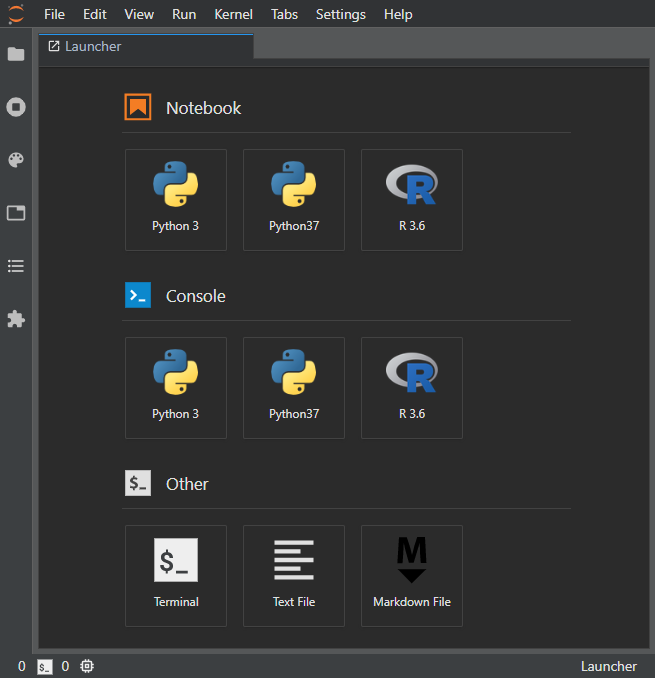 File Edit View Run Kernel Tabs Settings Help
Launcher
Notebook
Python 3 Python37 R 3.6
Console
Python 3 Python37 R 3.6
$_ Other
$_ M
Terminal Text File Markdown File
0 $_ 0 Launcher